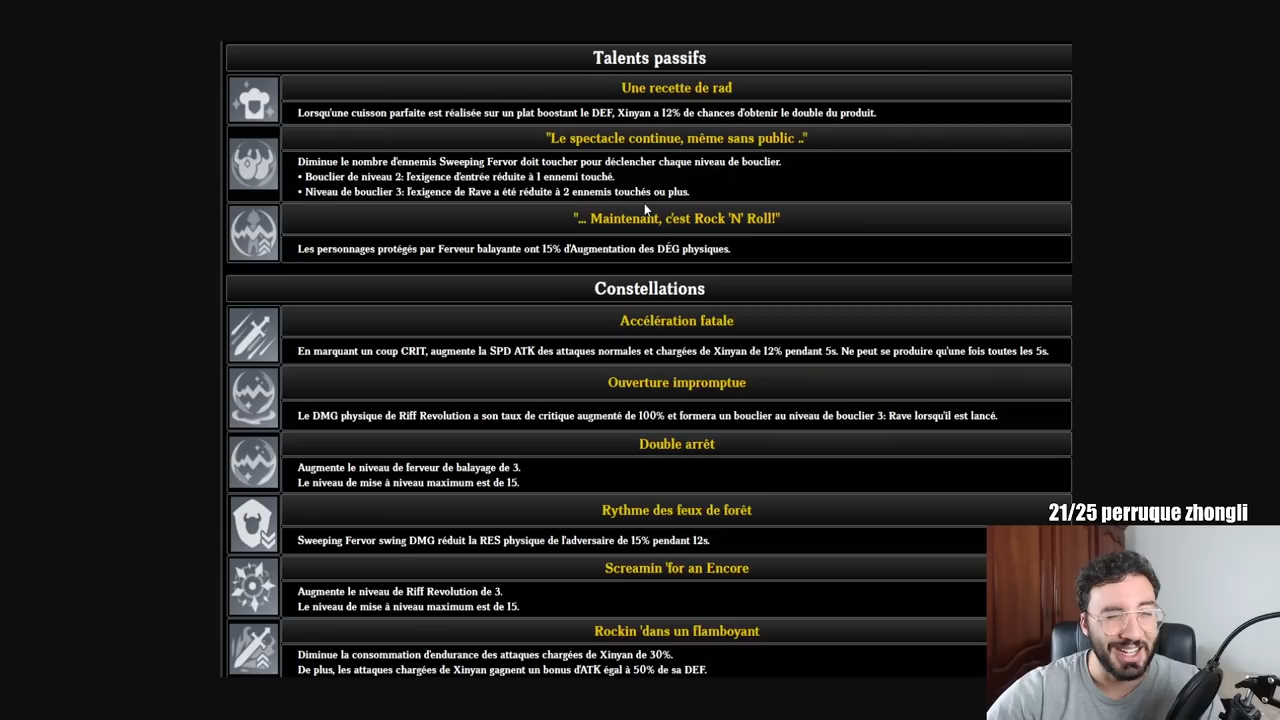 Talents passifs
Une recette de rad
Lorsqu'une cuisson parfaite est réalisée sur un plat boostant le DEF, Xinyan a 12% de chances d'obtenir le double du produit.
"Le spectacle continue, même sans public .."
Diminue le nombre d'ennemis Sweeping Fervor doit toucher pour déclencher chaque niveau de bouclier.
• Bouclier de niveau 2: l'exigence d'entrée réduite à 1 ennemi touché.
• Niveau de bouclier 3: l'exigence de Rave a été réduite à 2 ennemis touchés ou plus.
"... Maintenant, c'est Rock 'N' Roll!"
Les personnages protégés par Ferveur balayante ont 15% d'Augmentation des DÉG physiques.
Constellations
Accélération fatale
En marquant un coup CRIT, augmente la SPD ATK des attaques normales et chargées de Xinyan de 12% pendant 5s. Ne peut se produire qu'une fois toutes les 5s.
Ouverture impromptue
Le DMG physique de Riff Revolution a son taux de critique augmenté de 100% et formera un bouclier au niveau de bouclier 3: Rave lorsqu'il est lancé.
Double arrêt
Augmente le niveau de ferveur de balayage de 3.
Le niveau de mise à niveau maximum est de 15.
Rythme des feux de forêt
21/25 perruque zhongli
Sweeping Fervor swing DMG réduit la RES physique de l'adversaire de 15% pendant 12s.
Screamin 'for an Encore
Augmente le niveau de Riff Revolution de 3.
Le niveau de mise à niveau maximum est de 15.
Rockin 'dans un flamboyant
Diminue la consommation d'endurance des attaques chargées de Xinyan de 30%.
De plus, les attaques chargées de Xinyan gagnent un bonus d'ATK égal à 50% de sa DEF.